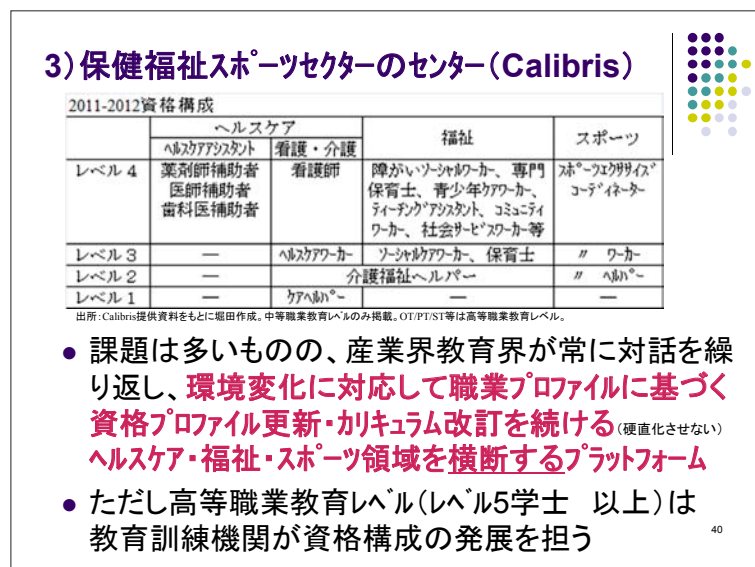 3)保健福祉スポーツセクターのセンター(Calibris)
2011-2012資格構成
ヘルスケア 福祉 スポーツ
ヘルスケアアシスタント 看護・介護
レベル4 薬剤師補助者 看護師 障がいソーシャルワーカー、専門 スポーツエクササイズ
医師補助者 保育士、青少年ケアワーカー、 コーディネーター
歯科医補助者 ティーチングアシスタント、コミュニティ
ワーカー、社会サービスワーカー等
レベル3 — ヘルスケアワーカー ソーシャルケアワーカー、保育士 〃 ワーカー
レベル2 — 介護福祉ヘルパー 〃 ヘルパー
レベル1 — ケアヘルパー — —
出所:Calibris提供資料をもとに堀田作成。中等職業教育レベルのみ掲載。OT/PT/ST等は高等職業教育レベル。
● 課題は多いものの、産業界教育界が常に対話を繰
り返し、環境変化に対応して職業プロファイルに基づく
資格プロファイル更新・カリキュラム改訂を続ける(硬直化させない)
ヘルスケア・福祉・スポーツ領域を横断するプラットフォーム
● ただし高等職業教育レベル(レベル5学士 以上)は
教育訓練機関が資格構成の発展を担う
40